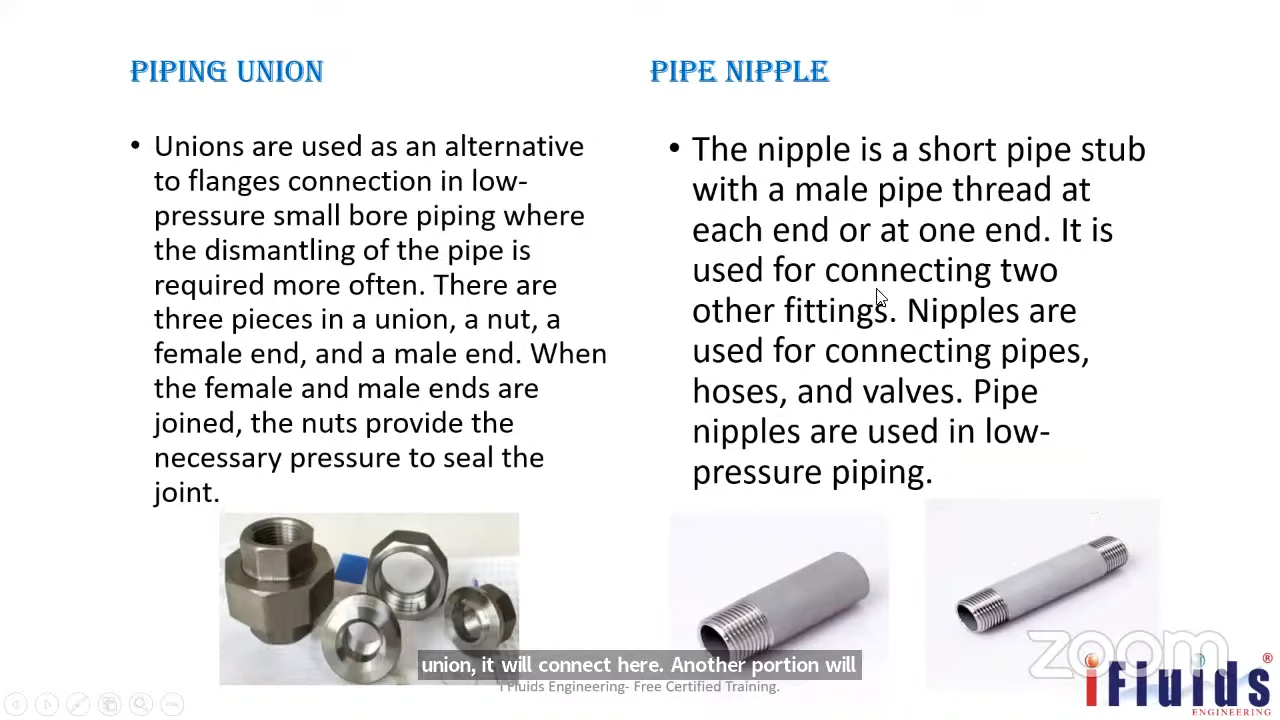 PIPING UNION
• Unions are used as an alternative
to flanges connection in low-
pressure small bore piping where
the dismantling of the pipe is
required more often. There are
three pieces in a union, a nut, a
female end, and a male end. When
the female and male ends are
joined, the nuts provide the
necessary pressure to seal the
joint.
PIPE NIPPLE
• The nipple is a short pipe stub
with a male pipe thread at
each end or at one end. It is
used for connecting two
other fittings. Nipples are
used for connecting pipes,
hoses, and valves. Pipe
nipples are used in low-
pressure piping.
union, it will connect here. Another portion will
I Fluids Engineering- Free Certified Training.
zoom
iFluids®
ENGINEERING